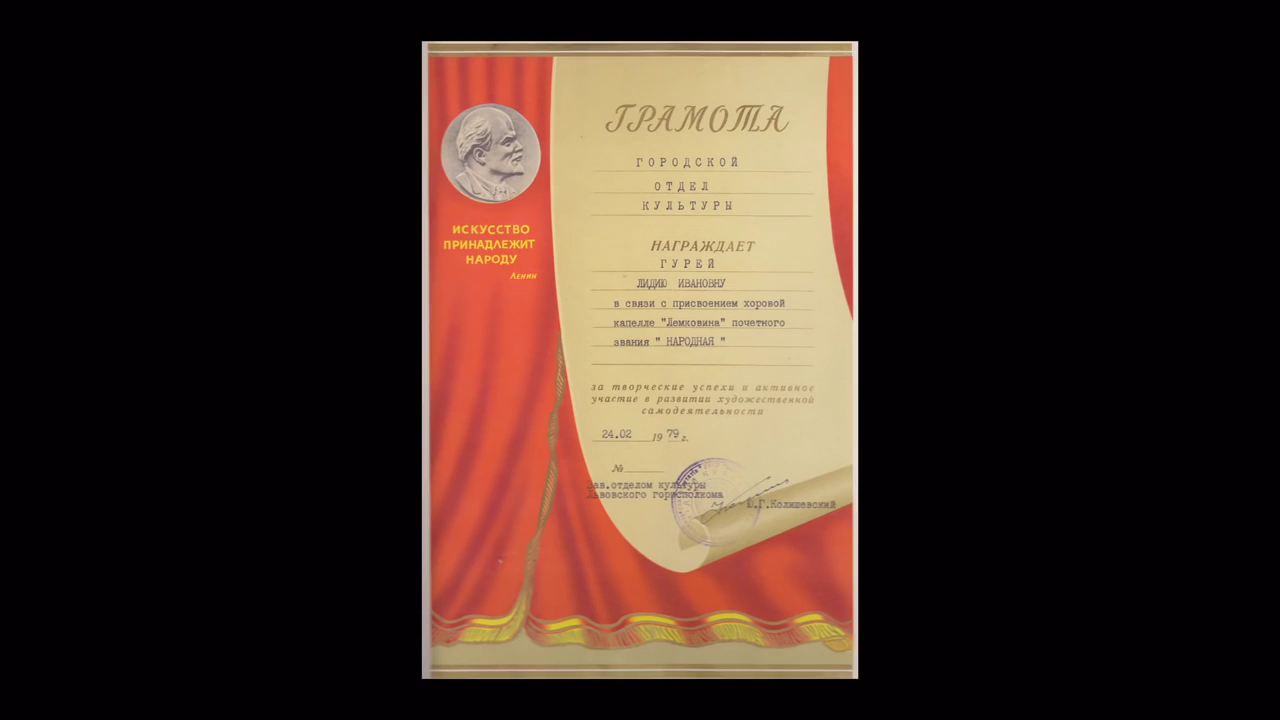 ИСКУССТВО
ПРИНАДЛЕЖИТ
НАРОДУ
Ленин
ГРАМОТА
ГОРОДСКОЙ
ОТДЕЛ
КУЛЬТУРЫ
НАГРАЖДАЕТ
ГУРЕЙ
ЛИДИЮ ИВАНОВНУ
в связи с присвоением хоровой
капелле "Лемковина" почетного
звания " НАРОДНАЯ "
за творческие успехи и активное
участие в развитии художественной
самодеятельности
24.02 1979 г.
№
Зав.отделом культуры
Львовского горисполкома
Ю.Г.Колишевский